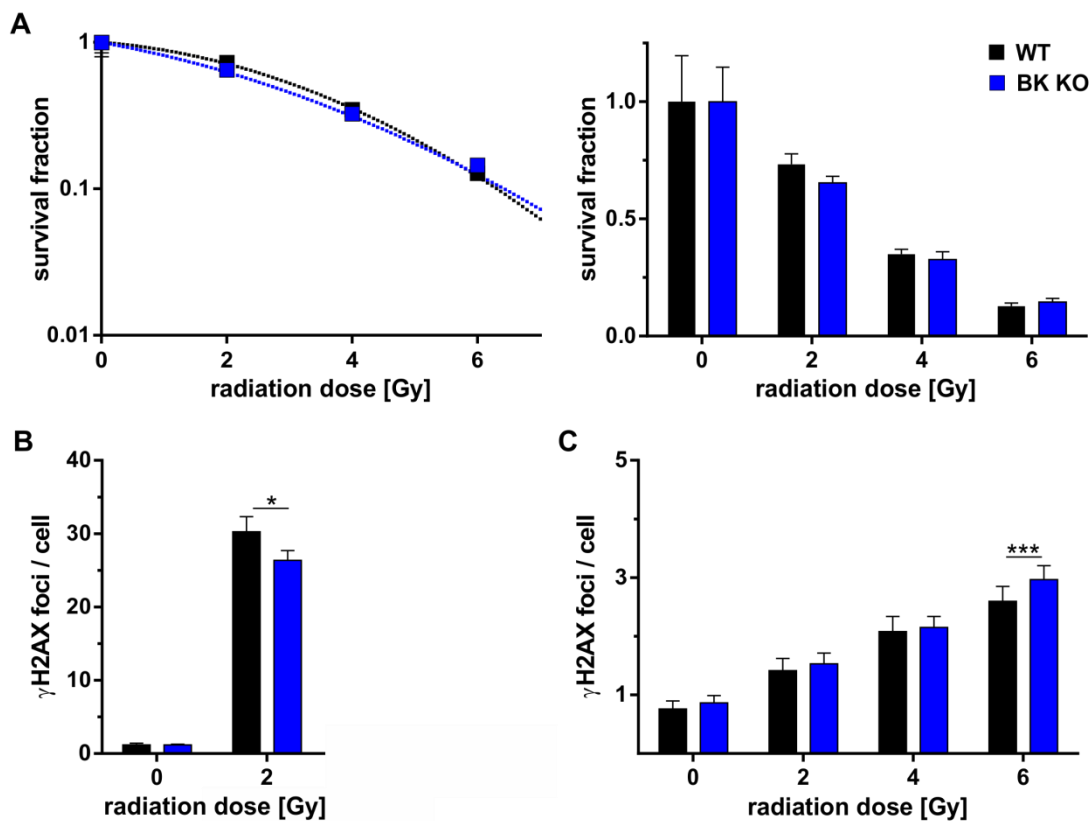 A
survival fraction
1
0.1
0.01
0
2
4
6
radiation dose [Gy]
survival fraction
1.0
0.5
0.0
0
2
4
6
radiation dose [Gy]
WT
BK KO
B
γH2AX foci / cell
40
30
20
10
0
*
0
2
radiation dose [Gy]
C
γH2AX foci / cell
5
3
1
***
0
2
4
6
radiation dose [Gy]